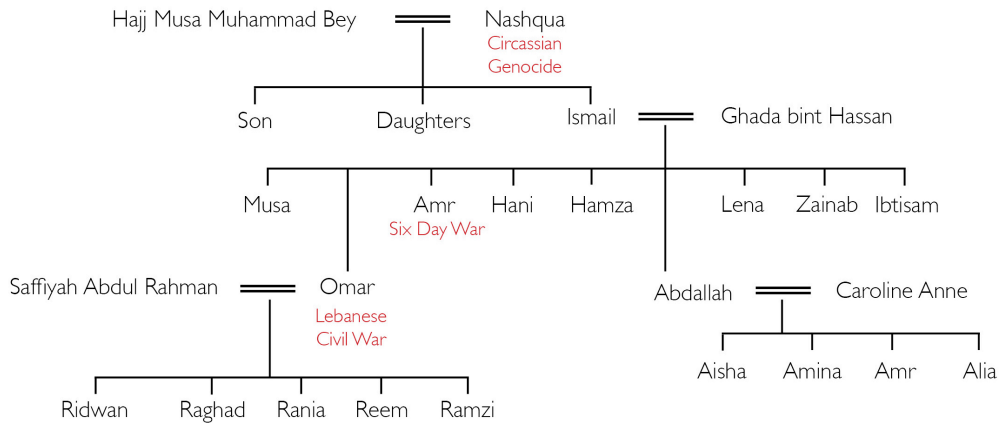 Hajj Musa Muhammad Bey
Nashqua
Circassian
Genocide
Son
Daughters
Ismail
Ghada bint Hassan
Musa
Amr
Six Day War
Hani
Hamza
Lena
Zainab
Ibtisam
Saffiyah Abdul Rahman
Omar
Lebanese
Civil War
Abdallah
Caroline Anne
Aisha
Amina
Amr
Alia
Ridwan
Raghad
Rania
Reem
Ramzi